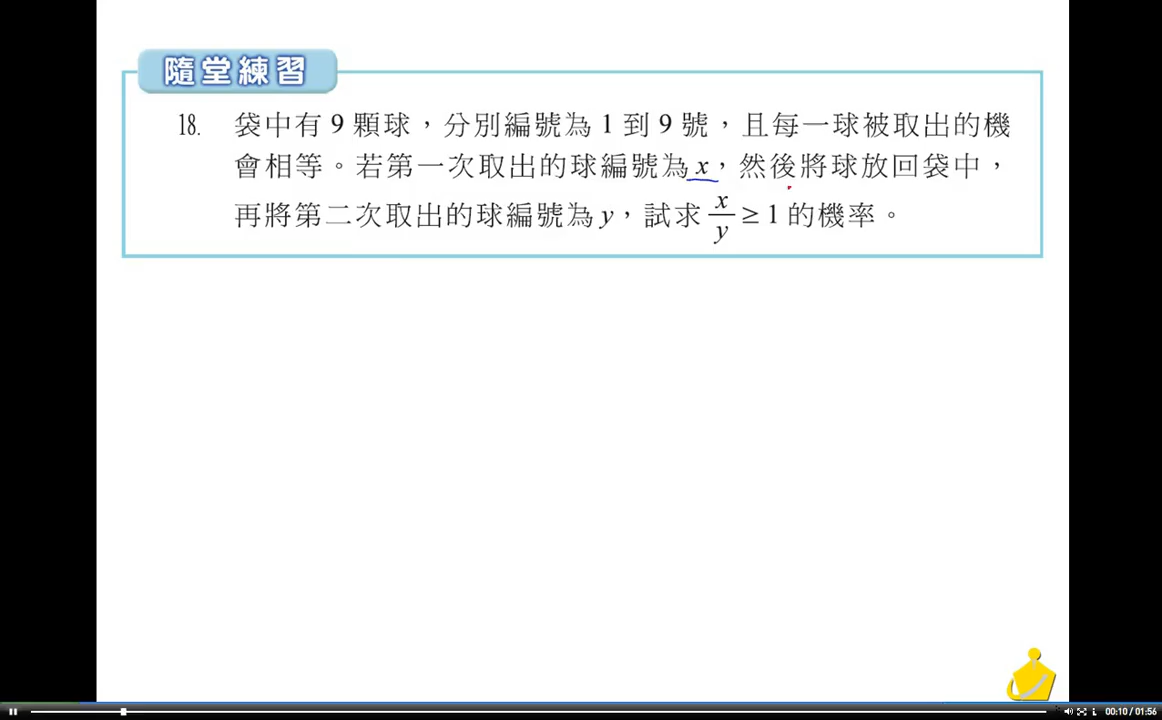 隨堂練習
18. 袋中有 9 顆球，分別編號為 1 到 9 號，且每一球被取出的機
會相等。若第一次取出的球編號為 x，然後將球放回袋中，
再將第二次取出的球編號為 y，試求 x/y ≥ 1 的機率。
00:10 / 01:56